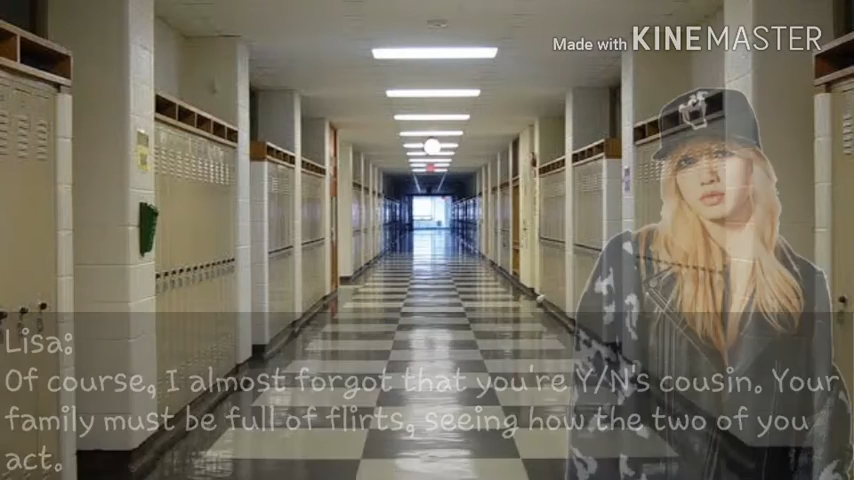 Made with KINEMASTER
Lisa:
Of course, I almost forgot that you're Y/N's cousin. Your
family must be full of flirts, seeing how the two of you
act.